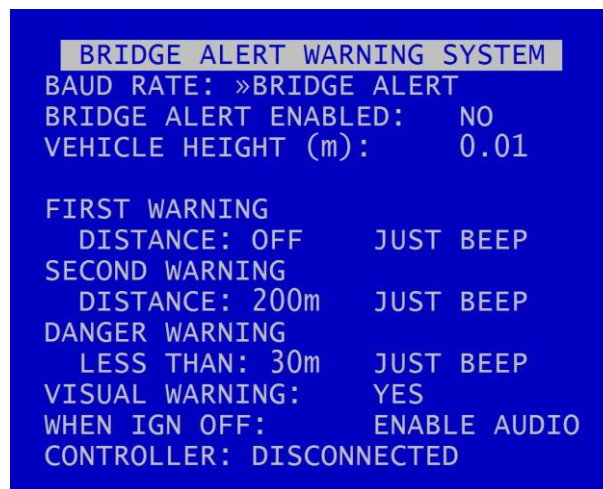 BRIDGE ALERT WARNING SYSTEM
BAUD RATE: »BRIDGE ALERT
BRIDGE ALERT ENABLED: NO
VEHICLE HEIGHT (m): 0.01
FIRST WARNING
DISTANCE: OFF JUST BEEP
SECOND WARNING
DISTANCE: 200m JUST BEEP
DANGER WARNING
LESS THAN: 30m JUST BEEP
VISUAL WARNING: YES
WHEN IGN OFF: ENABLE AUDIO
CONTROLLER: DISCONNECTED